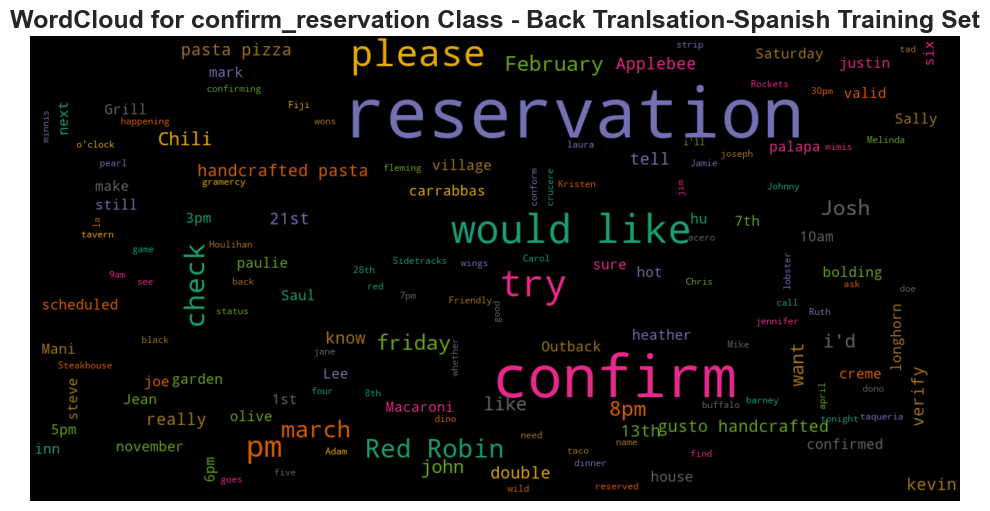 WordCloud for confirm_reservation Class - Back Tranlsation-Spanish Training Set
pasta pizza
please
strip
tad
six
mark
February
Applebee
Saturday
justin
confirming
Rockets
30pm
valid
Fiji
Grill
next
minnis
happening
wons
reservation
Sally
o'clock
Chili
laura
i'll
palapa
mimis
Melinda
pearl
tell
Jamie
joseph
handcrafted pasta
fleming
village
make
gramercy
carrabbas
conform
crucere
Kristen
jim
Johnny
still
la
3pm
21st
would like
hu
7th
Josh
tavern
acero
10am
game
Houlihan
check
paulie
Sidetracks
wings
Carol
sure
hot
lobster
bolding
9am
see
back
28th
red
try
Chris
call
ask
scheduled
Saul
7pm
Friendly
good
doe
status
Ruth
jennifer
longhorn
black
know
friday
whether
heather
Mike
i'd
Mani
jane
Outback
want
Steakhouse
Lee
confirm
creme
verify
steve
joe
garden
four
8th
buffalo
barney
april
dono
Jean
1st
Macaroni
like
8pm
tonight
taqueria
really
olive
dino
5pm
march
13th
gusto handcrafted
inn
november
pm
Adam
Red Robin
need
name
confirmed
6pm
goes
five
john
double
taco
dinner
find
house
wild
reserved
kevin